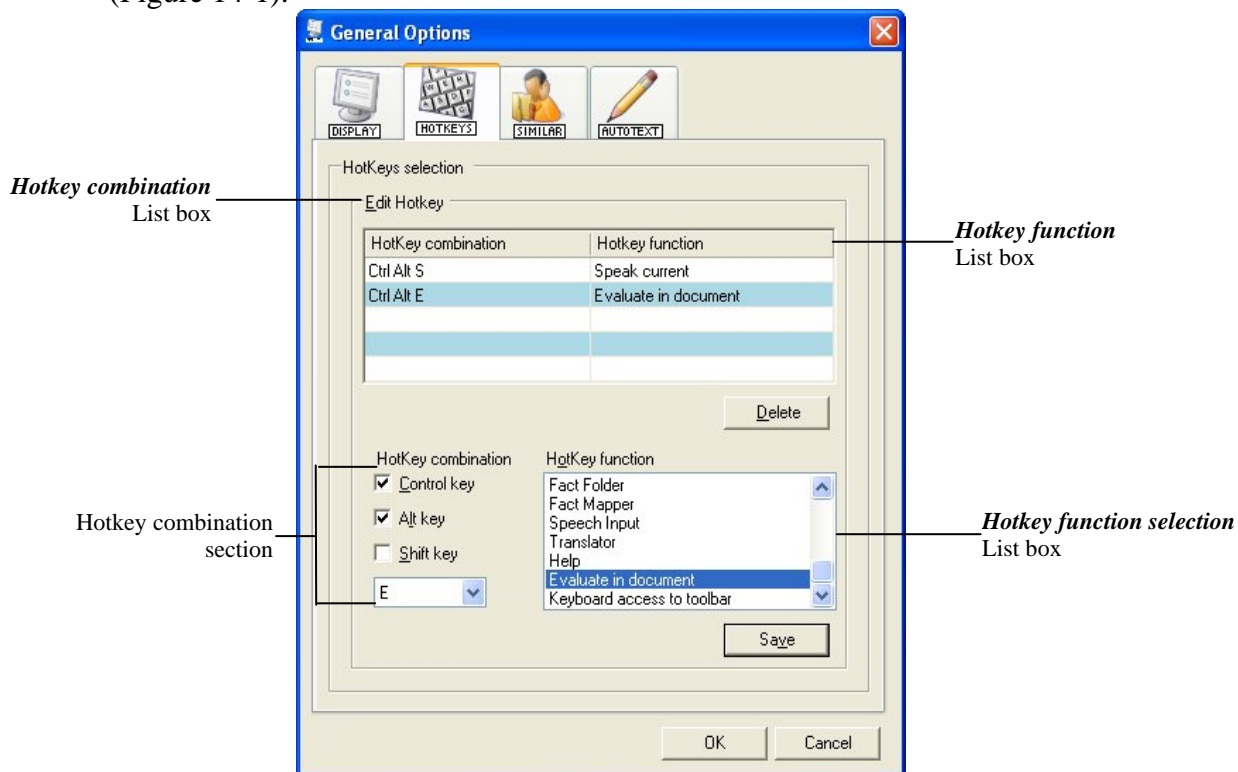 (Figure 14-1).
General Options
DISPLAY HOTKEYS SIMILAR AUTOTEXT
HotKeys selection
Hotkey combination
List box
Edit Hotkey
Hotkey function
List box
HotKey combination Hotkey function
Ctrl Alt S Speak current
Ctrl Alt E Evaluate in document
Delete
HotKey combination HotKey function
Control key
Alt key
Shift key
E
Fact Folder
Fact Mapper
Speech Input
Translator
Help
Evaluate in document
Keyboard access to toolbar
Hotkey combination
section
Hotkey function selection
List box
Save
OK Cancel